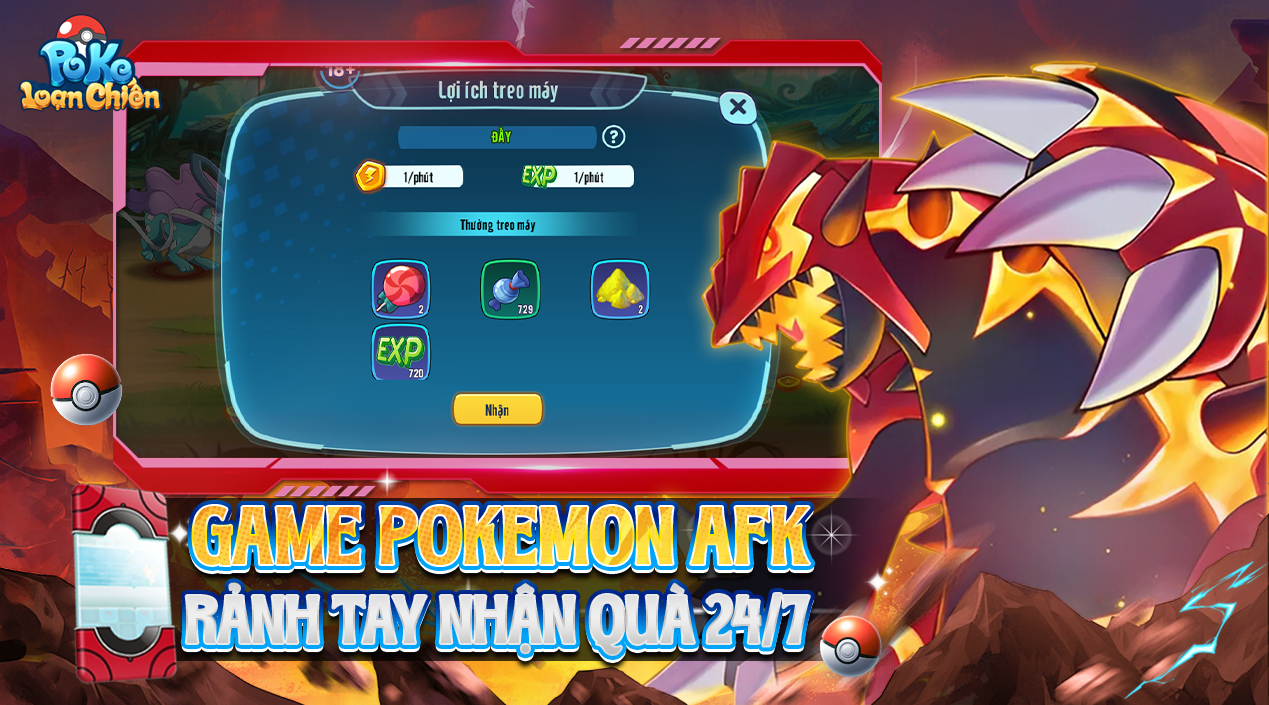 18+
PoKe
Loạn Chiến
Lợi ích treo máy
ĐẦY
?
1/phút
EXP
1/phút
Thưởng treo máy
2
729
2
EXP
720
Nhận
GAME POKEMON AFK
RẢNH TAY NHẬN QUÀ 24/7